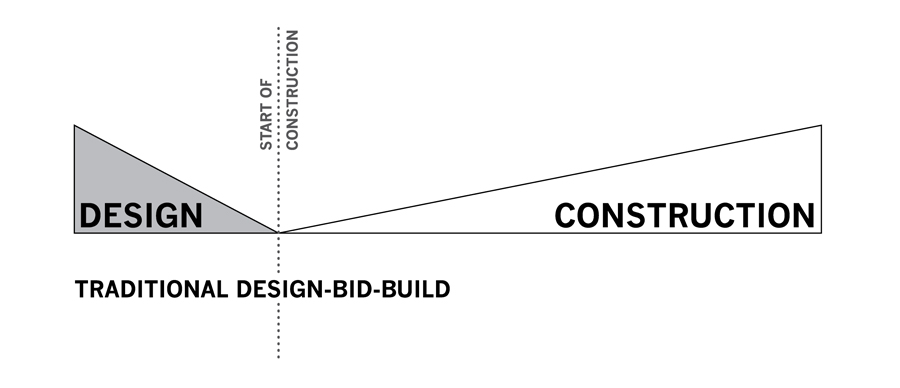 START OF
CONSTRUCTION
DESIGN
CONSTRUCTION
TRADITIONAL DESIGN-BID-BUILD